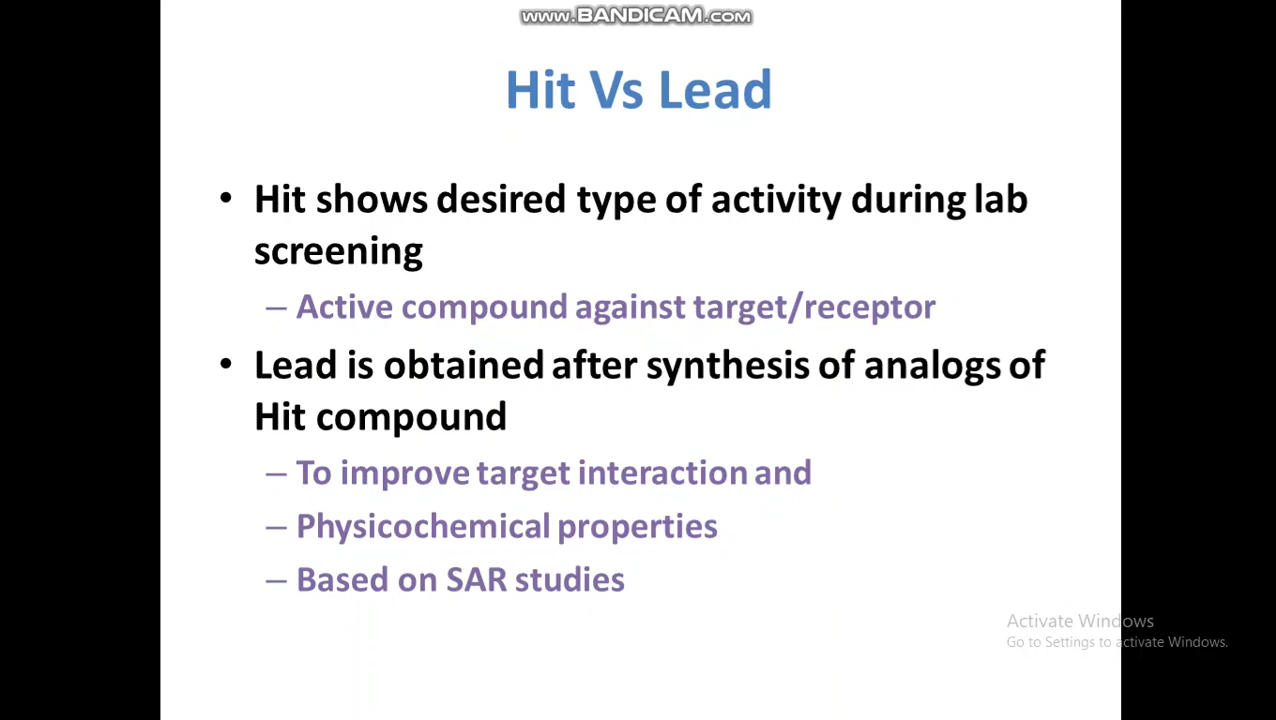 www.BANDICAM.com
Hit Vs Lead
• Hit shows desired type of activity during lab
screening
– Active compound against target/receptor
• Lead is obtained after synthesis of analogs of
Hit compound
– To improve target interaction and
– Physicochemical properties
– Based on SAR studies
Activate Windows
Go to Settings to activate Windows.